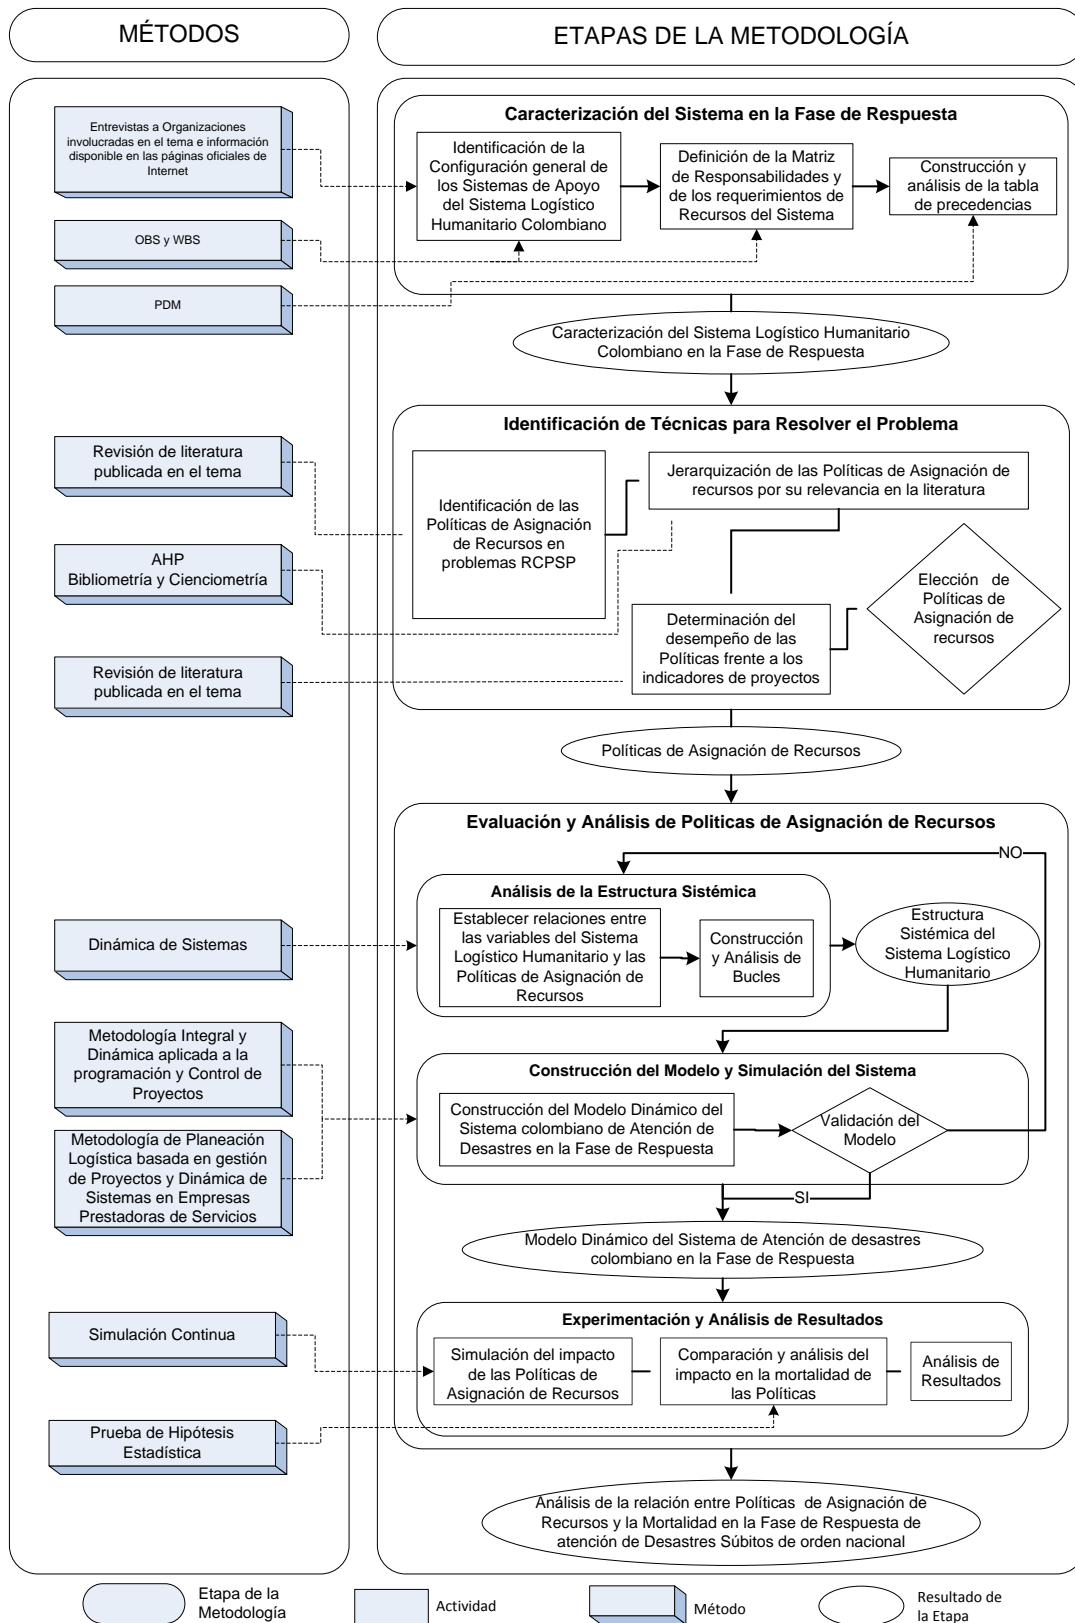 MÉTODOS
ETAPAS DE LA METODOLOGÍA
Entrevistas a Organizaciones
involucradas en el tema e información
disponible en las páginas oficiales de
Internet
OBS y WBS
PDM
Caracterización del Sistema en la Fase de Respuesta
Identificación de la
Configuración general de
los Sistemas de Apoyo
del Sistema Logístico
Humanitario Colombiano
Definición de la Matriz
de Responsabilidades y
de los requerimientos de
Recursos del Sistema
Construcción y
análisis de la tabla
de precedencias
Caracterización del Sistema Logístico Humanitario
Colombiano en la Fase de Respuesta
Revisión de literatura
publicada en el tema
AHP
Bibliometría y Cienciometría
Revisión de literatura
publicada en el tema
Identificación de Técnicas para Resolver el Problema
Identificación de las
Políticas de Asignación
de Recursos en
problemas RCPSP
Jerarquización de las Políticas de Asignación de
recursos por su relevancia en la literatura
Determinación del
desempeño de las
Políticas frente a los
indicadores de proyectos
Elección de
Políticas de
Asignación de
recursos
Políticas de Asignación de Recursos
Evaluación y Análisis de Politicas de Asignación de Recursos
NO
Análisis de la Estructura Sistémica
Dinámica de Sistemas
Establecer relaciones entre
las variables del Sistema
Logístico Humanitario y las
Políticas de Asignación de
Recursos
Construcción
y Análisis de
Bucles
Estructura
Sistémica del
Sistema Logístico
Humanitario
Metodología Integral y
Dinámica aplicada a la
programación y Control de
Proyectos
Metodología de Planeación
Logística basada en gestión
de Proyectos y Dinámica de
Sistemas en Empresas
Prestadoras de Servicios
Construcción del Modelo y Simulación del Sistema
Construcción del Modelo Dinámico del
Sistema colombiano de Atención de
Desastres en la Fase de Respuesta
Validación del
Modelo
SI
Modelo Dinámico del Sistema de Atención de desastres
colombiano en la Fase de Respuesta
Simulación Continua
Prueba de Hipótesis
Estadística
Experimentación y Análisis de Resultados
Simulación del impacto
de las Políticas de
Asignación de Recursos
Comparación y análisis del
impacto en la mortalidad de
las Políticas
Análisis de
Resultados
Análisis de la relación entre Políticas de Asignación de
Recursos y la Mortalidad en la Fase de Respuesta de
atención de Desastres Súbitos de orden nacional
Etapa de la
Metodología
Actividad
Método
Resultado de
la Etapa